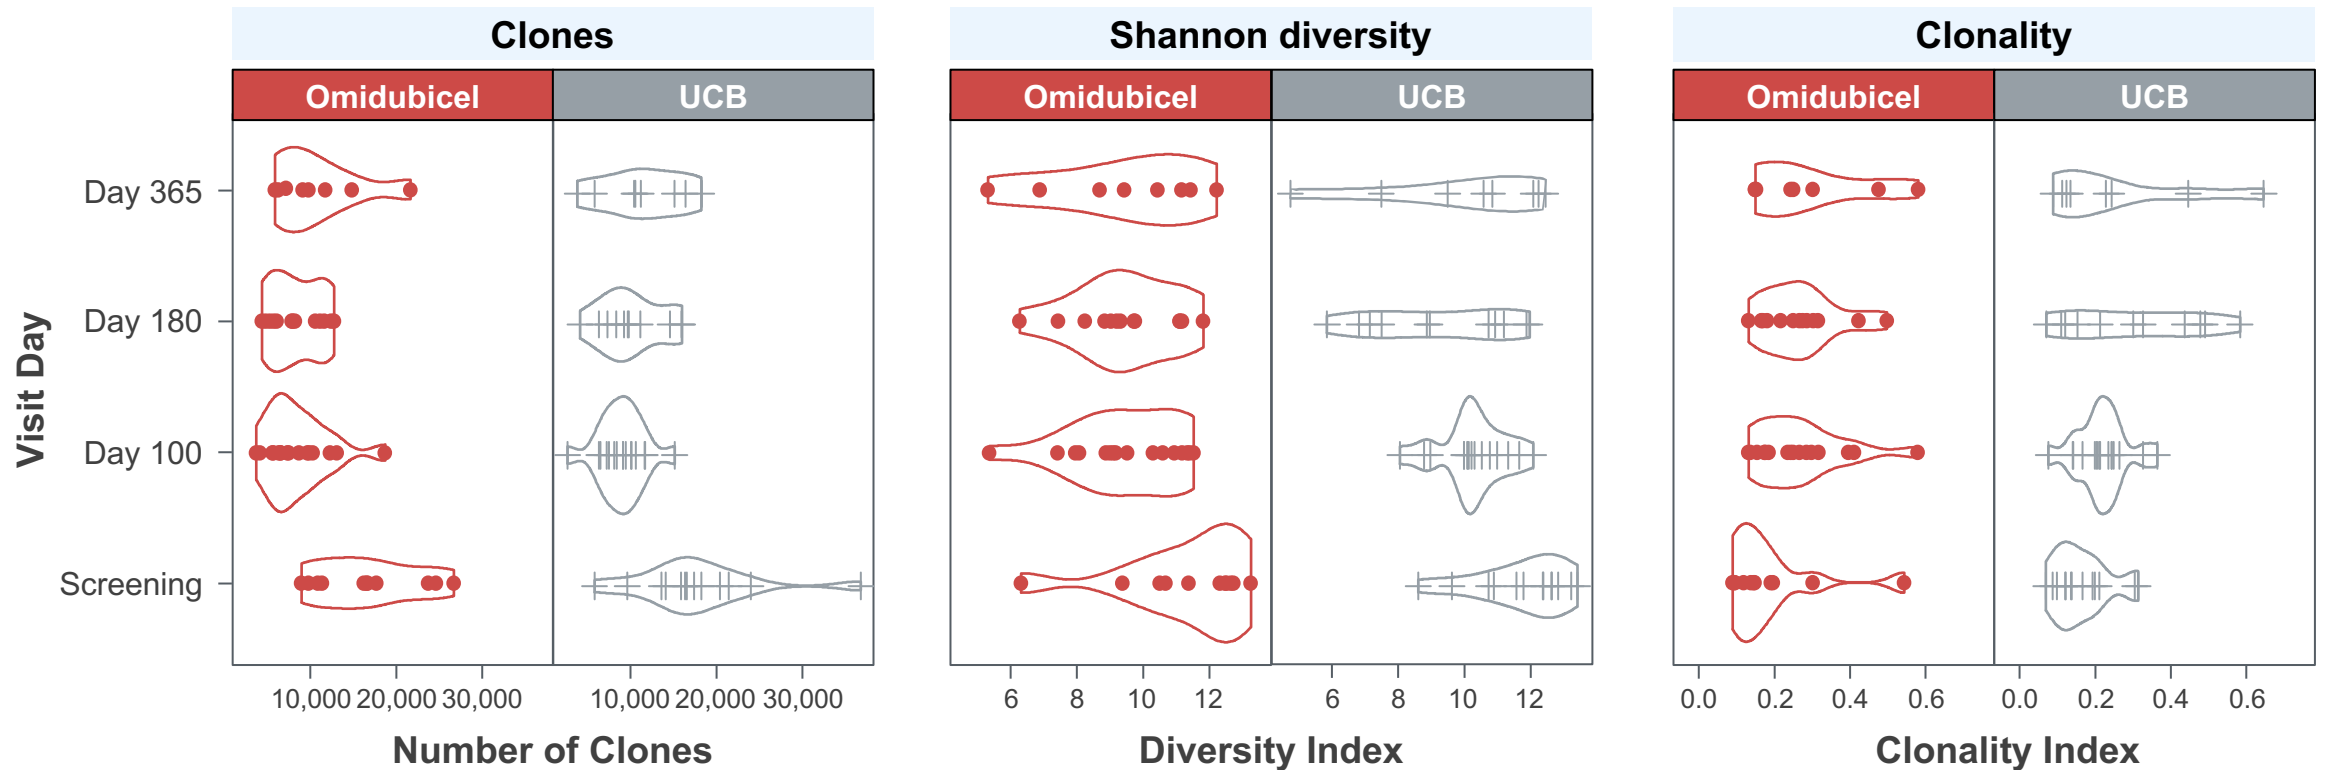 Clones Shannon diversity Clonality
Omidubicel UCB Omidubicel UCB Omidubicel UCB
Visit Day
Day 365
Day 180
Day 100
Screening
10,000 20,000 30,000 10,000 20,000 30,000 6 8 10 12 6 8 10 12 0.0 0.2 0.4 0.6 0.0 0.2 0.4 0.6
Number of Clones Diversity Index Clonality Index